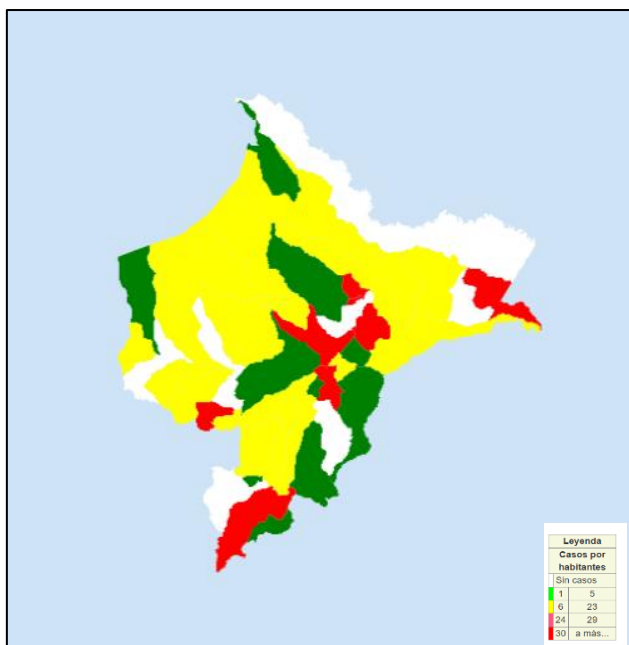 Leyenda
Casos por
habitantes
Sin casos
1 5
6 23
24 29
30 a más...